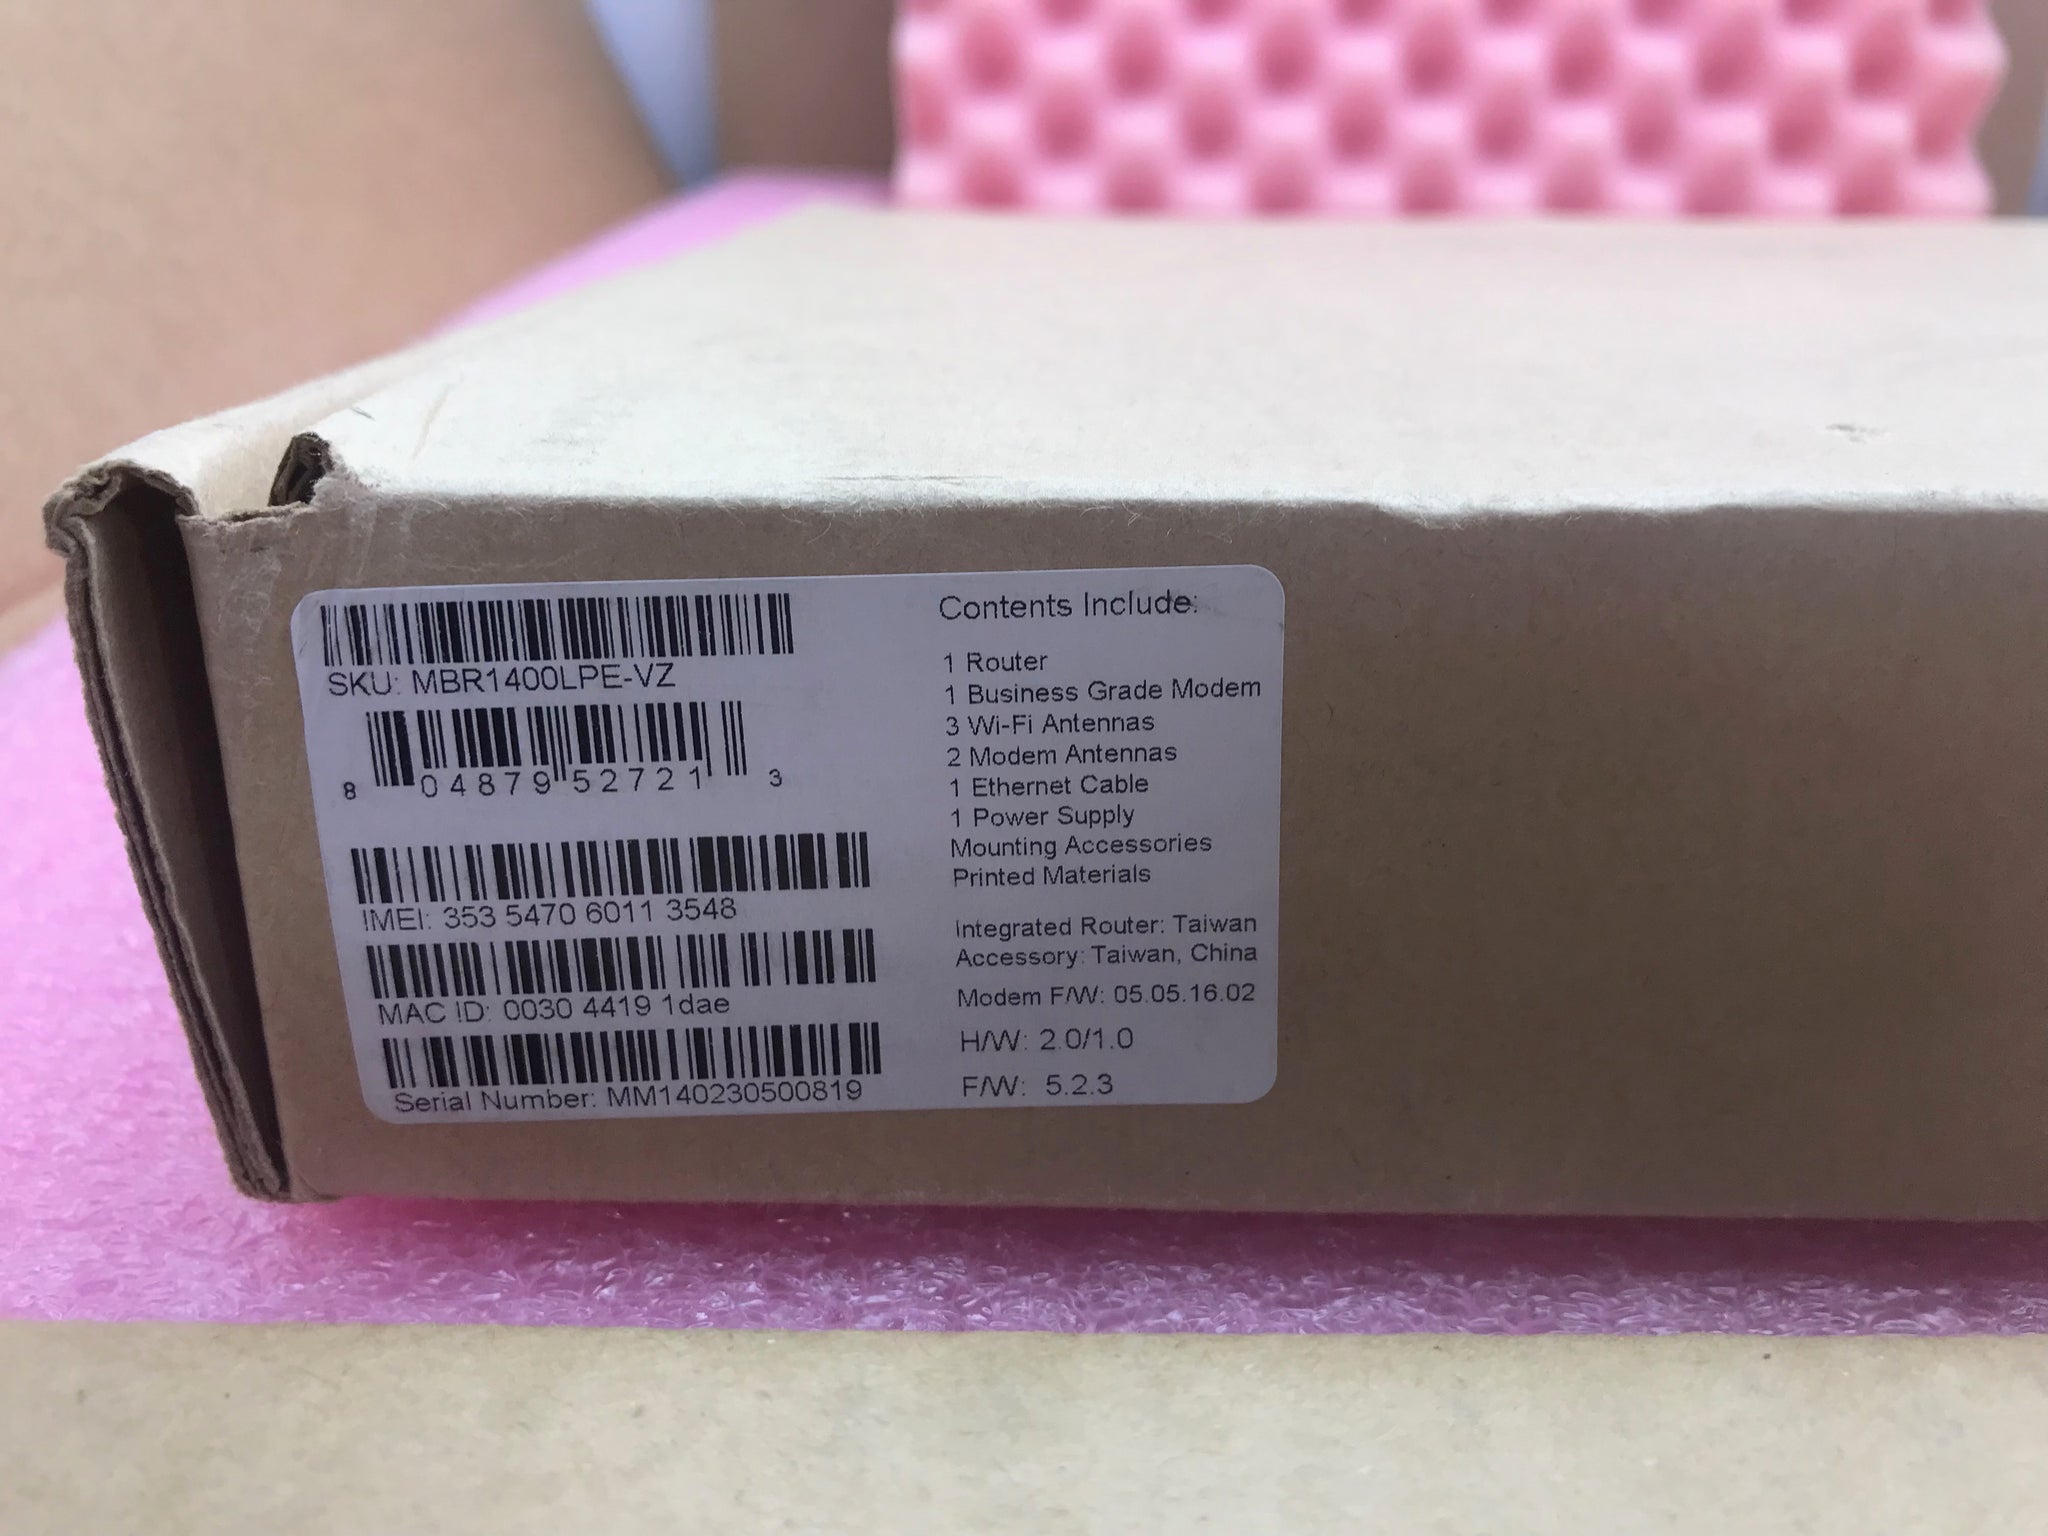 SKU: MBR1400LPE-VZ
8 04879 52721 3
IMEI: 353 5470 6011 3548
MAC ID: 0030 4419 1dae
Serial Number: MM140230500819
Contents Include:
1 Router
1 Business Grade Modem
3 Wi-Fi Antennas
2 Modem Antennas
1 Ethernet Cable
1 Power Supply
Mounting Accessories
Printed Materials
Integrated Router: Taiwan
Accessory: Taiwan, China
Modem F/W: 05.05.16.02
H/W: 2.0/1.0
F/W: 5.2.3